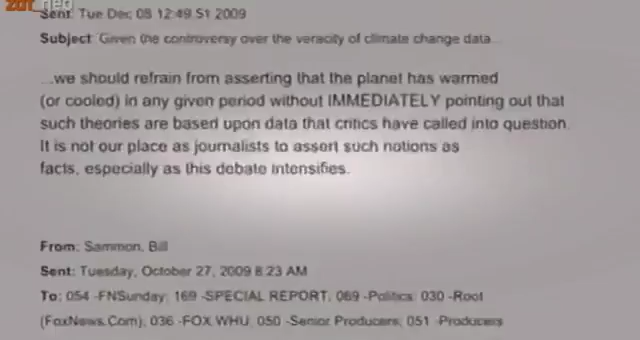 zdf_neo
Sent: Tue Dec 08 12:49:51 2009
Subject: Given the controversy over the veracity of climate change data...
...we should refrain from asserting that the planet has warmed
(or cooled) in any given period without IMMEDIATELY pointing out that
such theories are based upon data that critics have called into question.
It is not our place as journalists to assert such notions as
facts, especially as this debate intensifies.
From: Sammon, Bill
Sent: Tuesday, October 27, 2009 8:23 AM
To: 054 -FNSunday; 169 -SPECIAL REPORT; 069 -Politics; 030 -Root
(FoxNews.Com); 036 -FOX WHU; 050 -Senior Producers; 051 -Producers